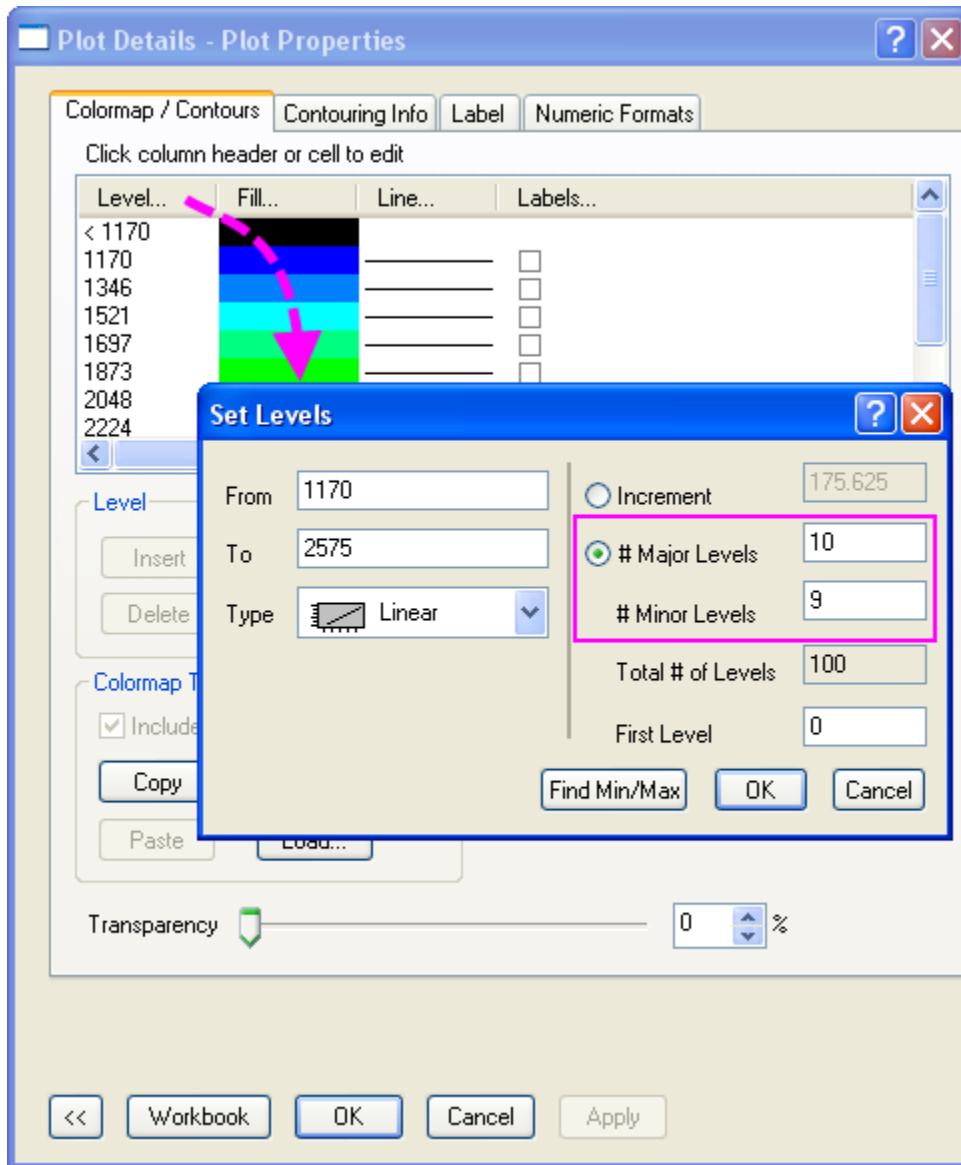 Plot Details - Plot Properties
Colormap / Contours Contouring Info Label Numeric Formats
Click column header or cell to edit
Level... Fill... Line... Labels...
< 1170
1170
1346
1521
1697
1873
2048
2224
Set Levels
From 1170
To 2575
Type Linear
Increment 175.625
# Major Levels 10
# Minor Levels 9
Total # of Levels 100
First Level 0
Find Min/Max OK Cancel
Level
Insert
Delete
Colormap T
Include
Copy
Paste Load...
Transparency 0 %
<< Workbook OK Cancel Apply